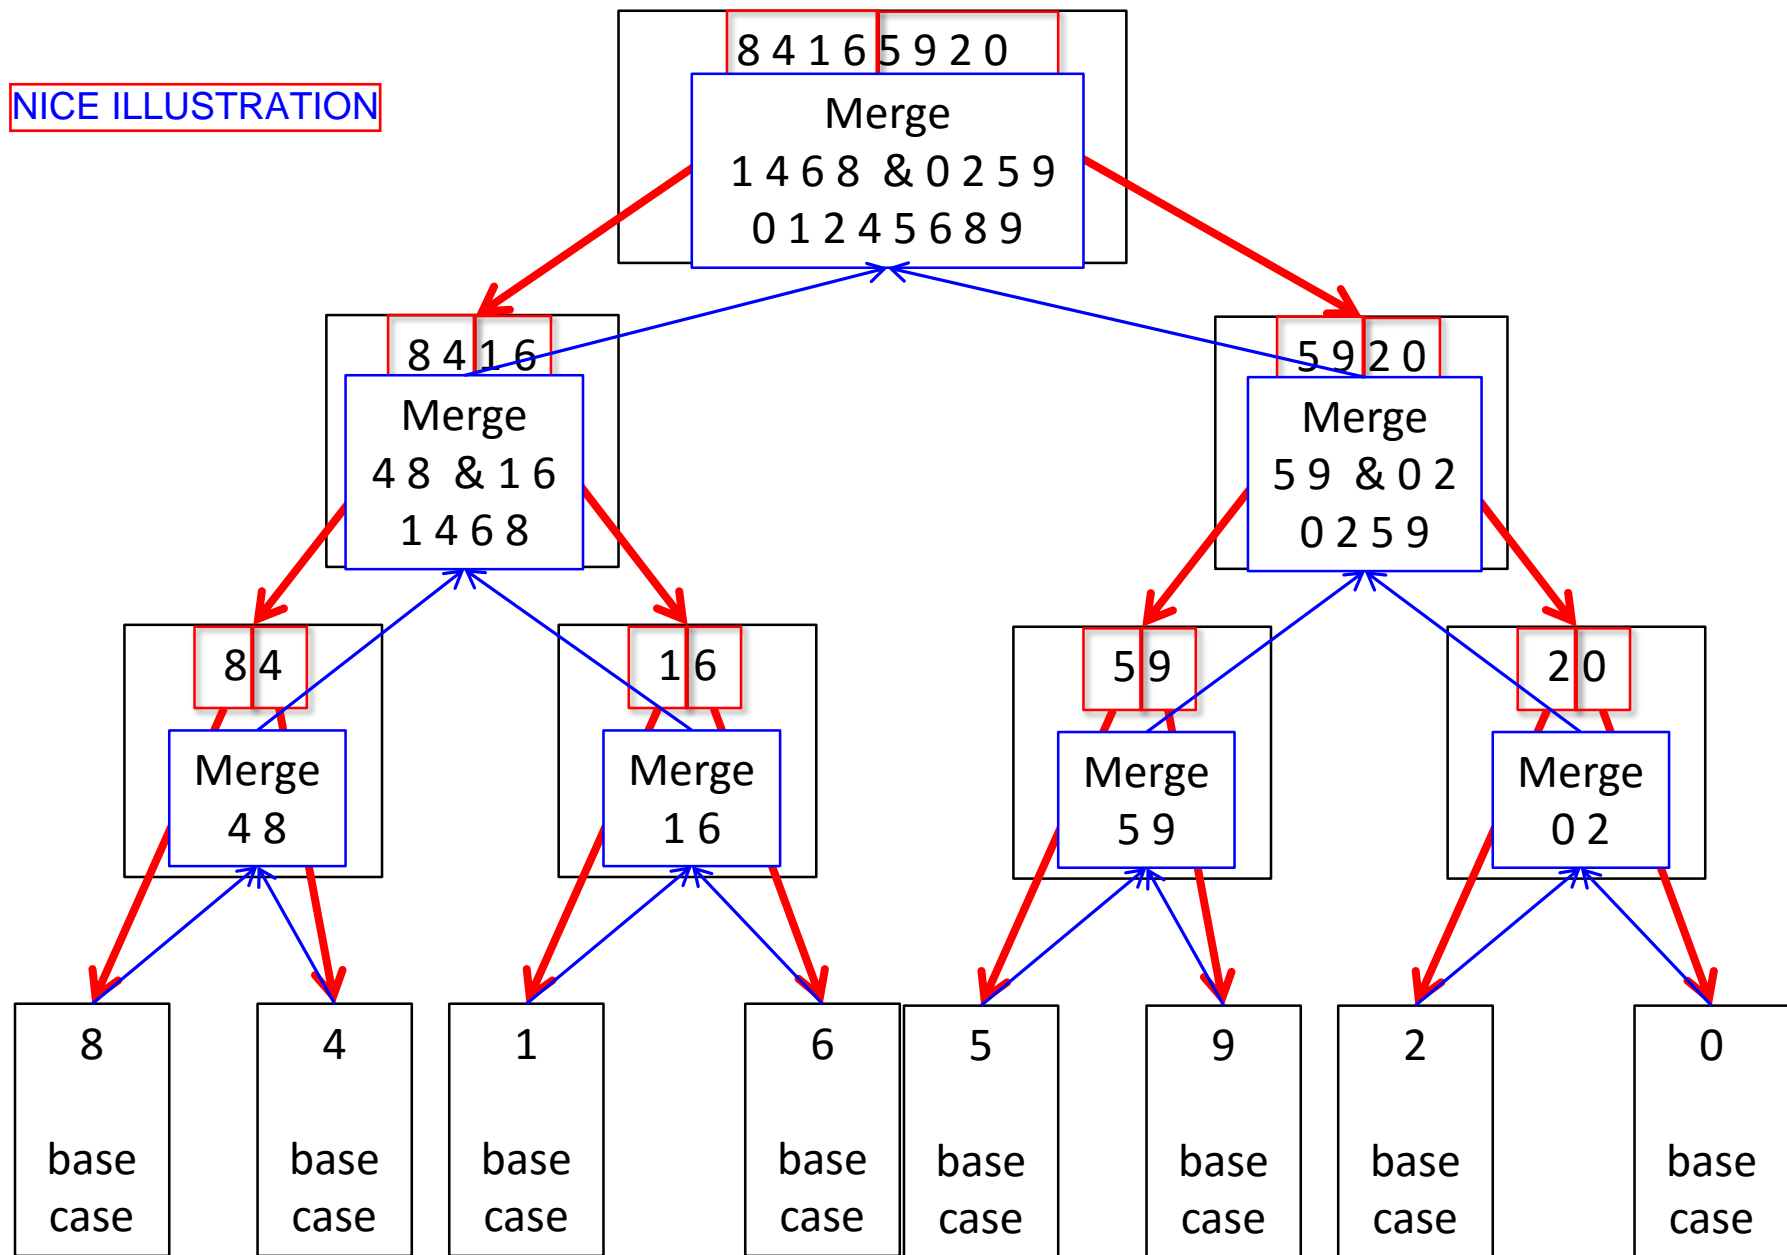 8 4 1 6 5 9 2 0
NICE ILLUSTRATION
Merge
1 4 6 8 & 0 2 5 9
0 1 2 4 5 6 8 9
8 4 1 6
Merge
4 8 & 1 6
1 4 6 8
5 9 2 0
Merge
5 9 & 0 2
0 2 5 9
8 4
Merge
4 8
1 6
Merge
1 6
5 9
Merge
5 9
2 0
Merge
0 2
8
base
case
4
base
case
1
base
case
6
base
case
5
base
case
9
base
case
2
base
case
0
base
case